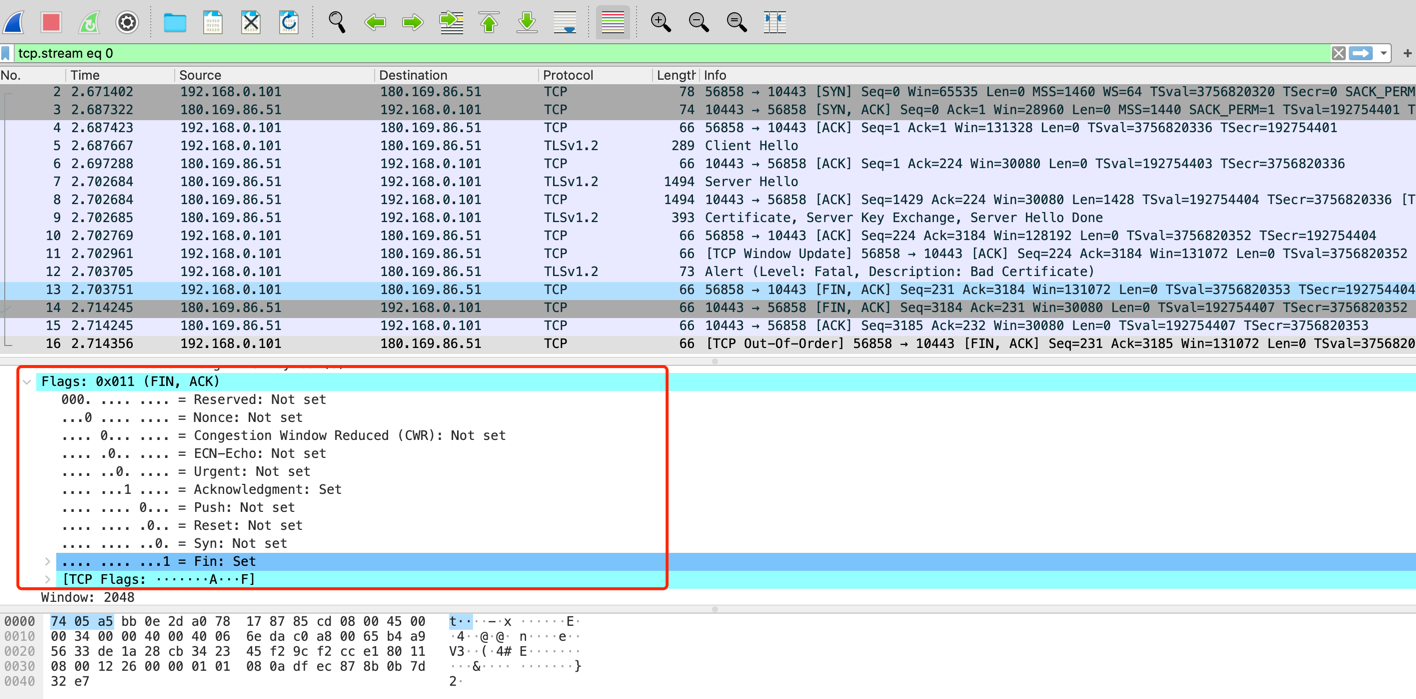 tcp.stream eq 0
No. Time Source Destination Protocol Length Info
2 2.671402 192.168.0.101 180.169.86.51 TCP 78 56858 → 10443 [SYN] Seq=0 Win=65535 Len=0 MSS=1460 WS=64 TSval=3756820320 TSecr=0 SACK_PERM
3 2.687322 180.169.86.51 192.168.0.101 TCP 74 10443 → 56858 [SYN, ACK] Seq=0 Ack=1 Win=28960 Len=0 MSS=1440 SACK_PERM=1 TSval=192754401 T
4 2.687423 192.168.0.101 180.169.86.51 TCP 66 56858 → 10443 [ACK] Seq=1 Ack=1 Win=131328 Len=0 TSval=3756820336 TSecr=192754401
5 2.687667 192.168.0.101 180.169.86.51 TLSv1.2 289 Client Hello
6 2.697288 180.169.86.51 192.168.0.101 TCP 66 10443 → 56858 [ACK] Seq=1 Ack=224 Win=30080 Len=0 TSval=192754403 TSecr=3756820336
7 2.702684 180.169.86.51 192.168.0.101 TLSv1.2 1494 Server Hello
8 2.702684 180.169.86.51 192.168.0.101 TCP 1494 10443 → 56858 [ACK] Seq=1429 Ack=224 Win=30080 Len=1428 TSval=192754404 TSecr=3756820336 [T
9 2.702685 180.169.86.51 192.168.0.101 TLSv1.2 393 Certificate, Server Key Exchange, Server Hello Done
10 2.702769 192.168.0.101 180.169.86.51 TCP 66 56858 → 10443 [ACK] Seq=224 Ack=3184 Win=128192 Len=0 TSval=3756820352 TSecr=192754404
11 2.702961 192.168.0.101 180.169.86.51 TCP 66 [TCP Window Update] 56858 → 10443 [ACK] Seq=224 Ack=3184 Win=131072 Len=0 TSval=3756820352
12 2.703705 192.168.0.101 180.169.86.51 TLSv1.2 73 Alert (Level: Fatal, Description: Bad Certificate)
13 2.703751 192.168.0.101 180.169.86.51 TCP 66 56858 → 10443 [FIN, ACK] Seq=231 Ack=3184 Win=131072 Len=0 TSval=3756820353 TSecr=192754404
14 2.714245 180.169.86.51 192.168.0.101 TCP 66 10443 → 56858 [FIN, ACK] Seq=3184 Ack=231 Win=30080 Len=0 TSval=192754407 TSecr=3756820352
15 2.714245 180.169.86.51 192.168.0.101 TCP 66 10443 → 56858 [ACK] Seq=3185 Ack=232 Win=30080 Len=0 TSval=192754407 TSecr=3756820353
16 2.714356 192.168.0.101 180.169.86.51 TCP 66 [TCP Out-Of-Order] 56858 → 10443 [FIN, ACK] Seq=231 Ack=3185 Win=131072 Len=0 TSval=3756820
Flags: 0x011 (FIN, ACK)
000. .... .... = Reserved: Not set
...0 .... .... = Nonce: Not set
.... 0... .... = Congestion Window Reduced (CWR): Not set
.... .0.. .... = ECN-Echo: Not set
.... ..0. .... = Urgent: Not set
.... ...1 .... = Acknowledgment: Set
.... .... 0... = Push: Not set
.... .... .0.. = Reset: Not set
.... .... ..0. = Syn: Not set
.... .... ...1 = Fin: Set
[TCP Flags: ·······A···F]
Window: 2048
0000 74 05 a5 bb 0e 2d a0 78 17 87 85 cd 08 00 45 00 t····-·x ······E·
0010 00 34 00 00 40 00 40 06 6e da c0 a8 00 65 b4 a9 ·4··@·@· n····e··
0020 56 33 de 1a 28 cb 34 23 45 f2 9c f2 cc e1 80 11 V3··(·4# E·······
0030 08 00 12 26 00 00 01 01 08 0a df ec 87 8b 0b 7d ···&···· ·······}
0040 32 e7 2·